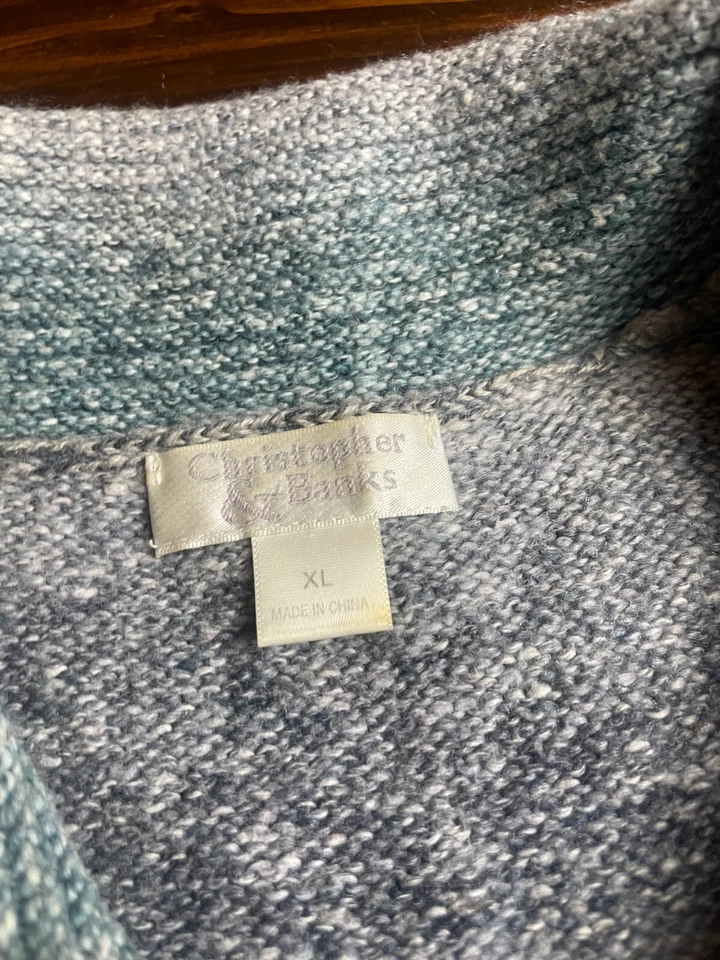 Christopher
& Banks
XL
MADE IN CHINA